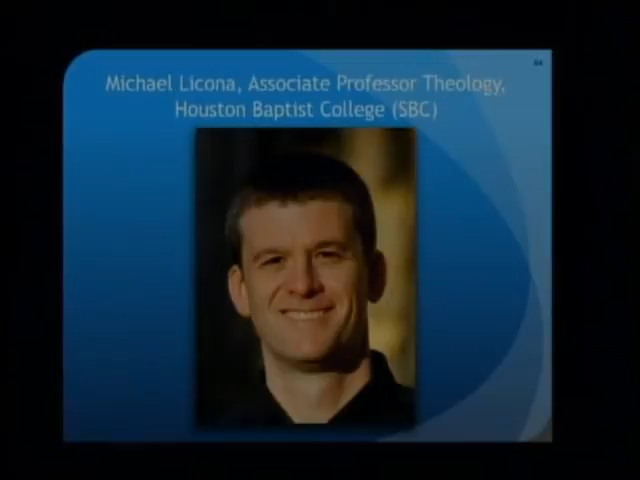 Michael Licona, Associate Professor Theology,
Houston Baptist College (SBC)